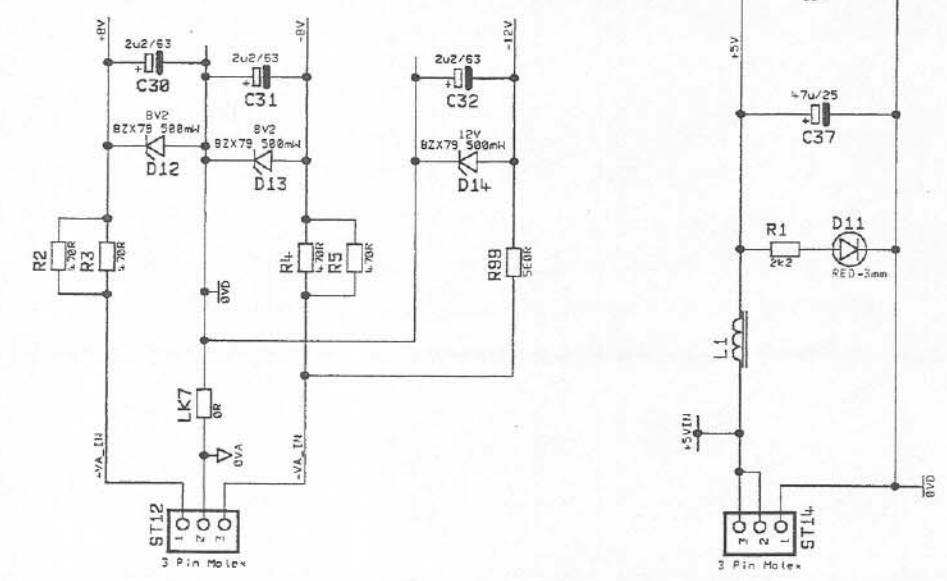 +8V
-8V
-12V
+5V
2u2/63
C30
2u2/63
C31
2u2/63
C32
47u/25
C37
8V2
BZX79 500mW
D12
8V2
BZX79 500mW
D13
12V
BZX79 500mW
D14
R2
470R
R3
470R
R4
470R
R5
470R
R99
R1
2k2
D11
RED-3mm
0VD
L1
LK7
0R
0VA
+VA_IN
-VA_IN
+5VIN
0VD
ST12
1 2 3
3 Pin Molex
ST14
3 2 1
3 Pin Molex